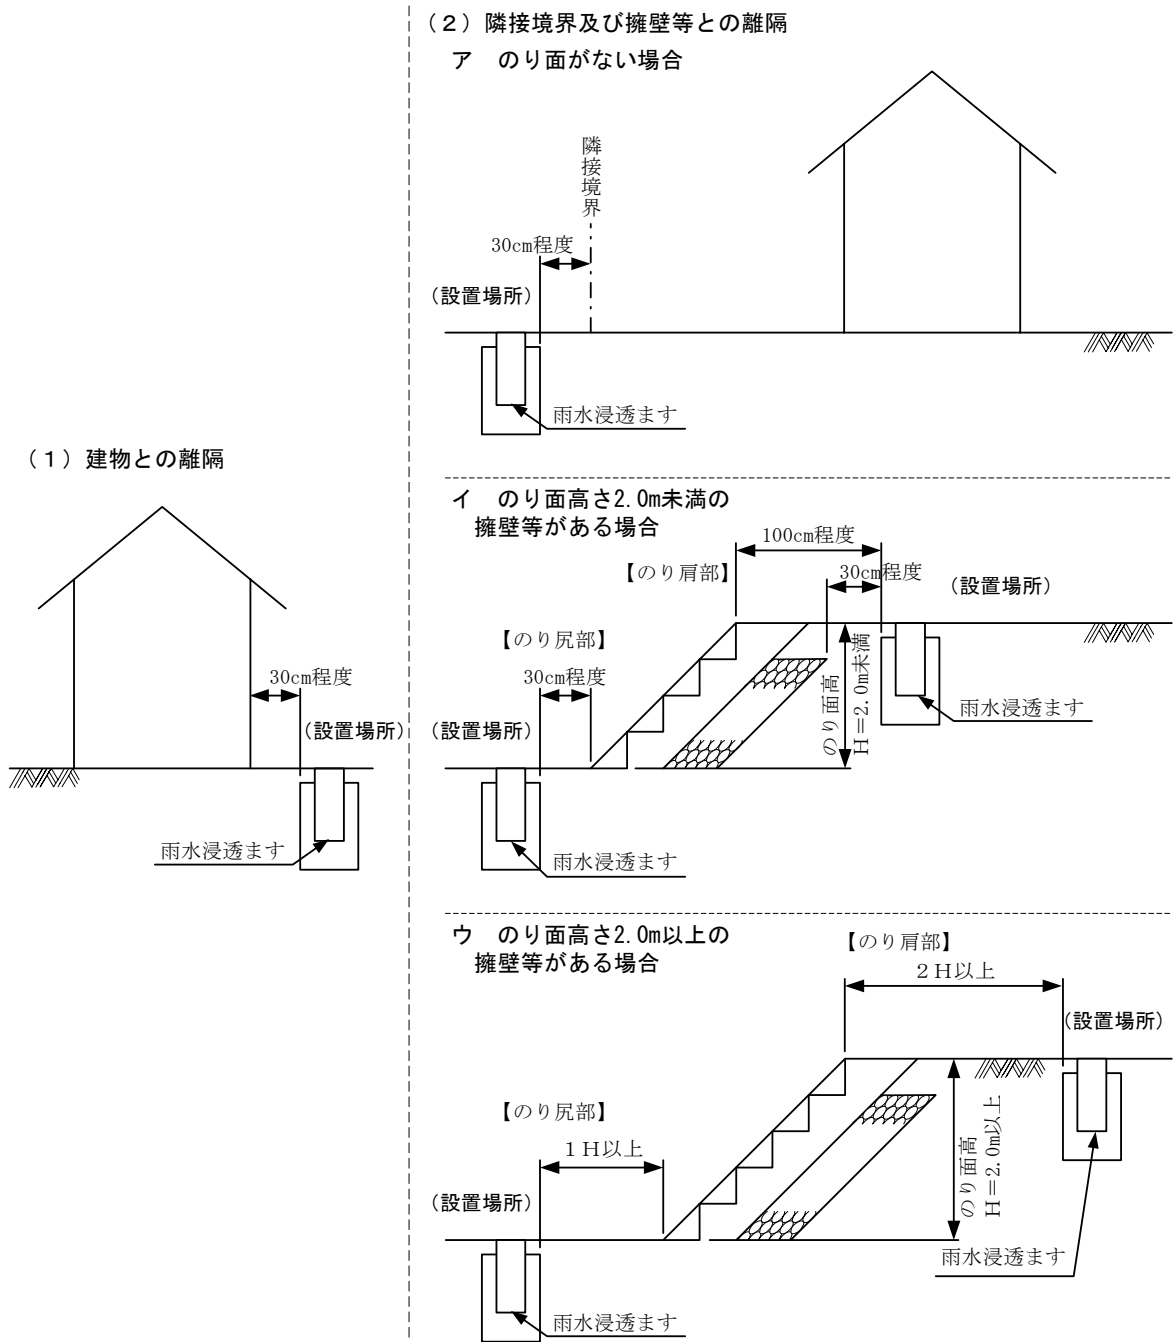 （１）建物との離隔
30cm程度
（設置場所）
雨水浸透ます
（２）隣接境界及び擁壁等との離隔
ア　のり面がない場合
隣接境界
30cm程度
（設置場所）
雨水浸透ます
イ　のり面高さ2.0m未満の
擁壁等がある場合
100cm程度
【のり肩部】
30cm程度
（設置場所）
【のり尻部】
30cm程度
（設置場所）
のり面高
Ｈ＝2.0m未満
雨水浸透ます
雨水浸透ます
ウ　のり面高さ2.0m以上の
擁壁等がある場合
【のり肩部】
２Ｈ以上
（設置場所）
【のり尻部】
１Ｈ以上
（設置場所）
のり面高
Ｈ＝2.0m以上
雨水浸透ます
雨水浸透ます